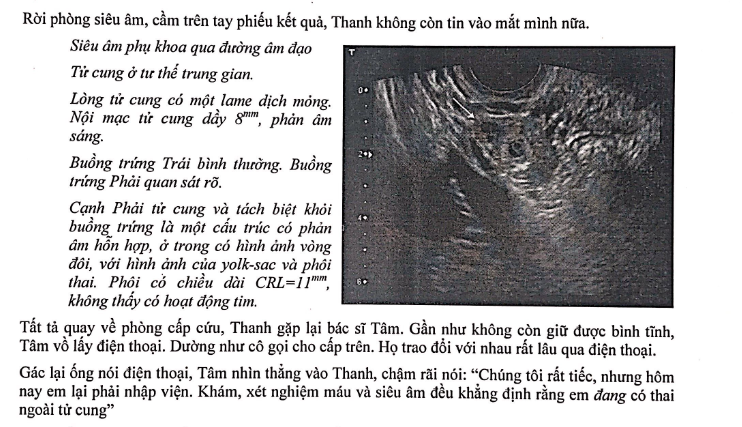 Rời phòng siêu âm, cầm trên tay phiếu kết quả, Thanh không còn tin vào mắt mình nữa.
Siêu âm phụ khoa qua đường âm đạo
Tử cung ở tư thế trung gian.
Lòng tử cung có một lame dịch mỏng.
Nội mạc tử cung dầy 8mm, phản âm
sáng.
Buồng trứng Trái bình thường. Buồng
trứng Phải quan sát rõ.
Cạnh Phải tử cung và tách biệt khỏi
buồng trứng là một cấu trúc có phản
âm hỗn hợp, ở trong có hình ảnh vòng
đôi, với hình ảnh của yolk-sac và phôi
thai. Phôi có chiều dài CRL=11mm,
không thấy có hoạt động tim.
T
0
2
4
6
Tất tả quay về phòng cấp cứu, Thanh gặp lại bác sĩ Tâm. Gần như không còn giữ được bình tĩnh,
Tâm vồ lấy điện thoại. Dường như cô gọi cho cấp trên. Họ trao đổi với nhau rất lâu qua điện thoại.
Gác lại ống nói điện thoại, Tâm nhìn thẳng vào Thanh, chậm rãi nói: “Chúng tôi rất tiếc, nhưng hôm
nay em lại phải nhập viện. Khám, xét nghiệm máu và siêu âm đều khẳng định rằng em đang có thai
ngoài tử cung”